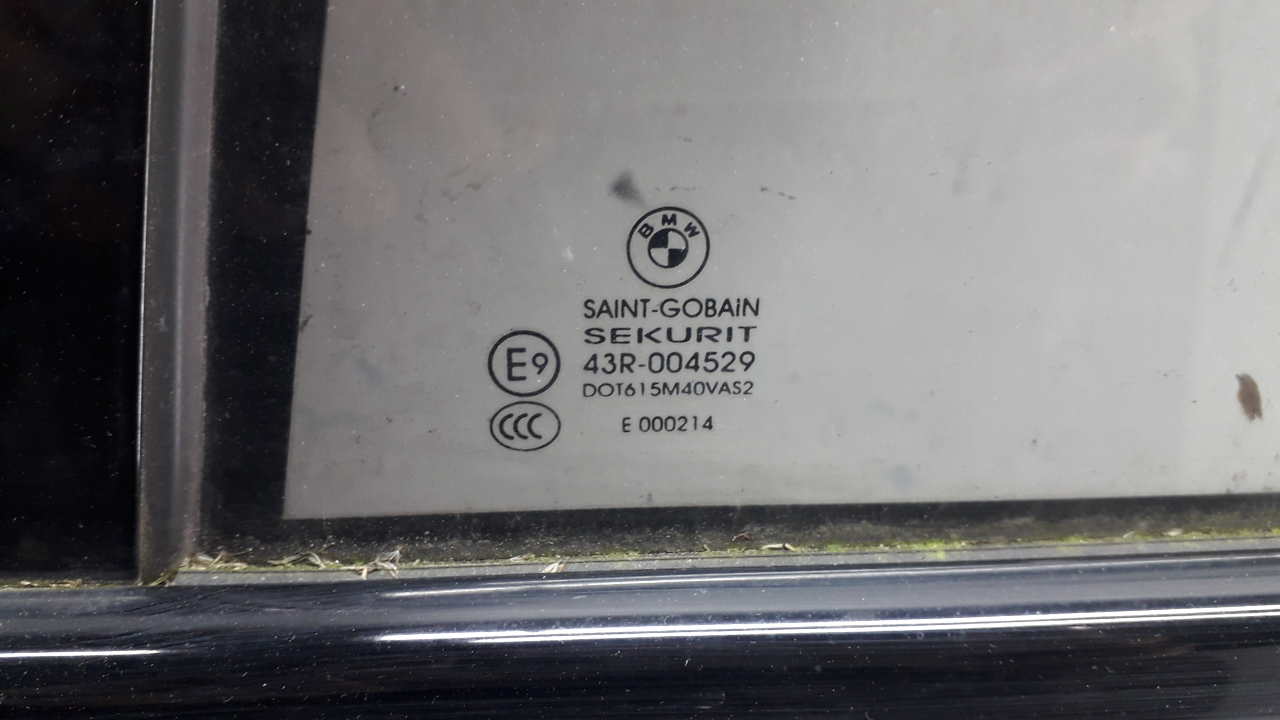 BMW
SAINT-GOBAiN
SEKURIT
E9
43R-004529
DOT615M40VAS2
CCC
E 000214